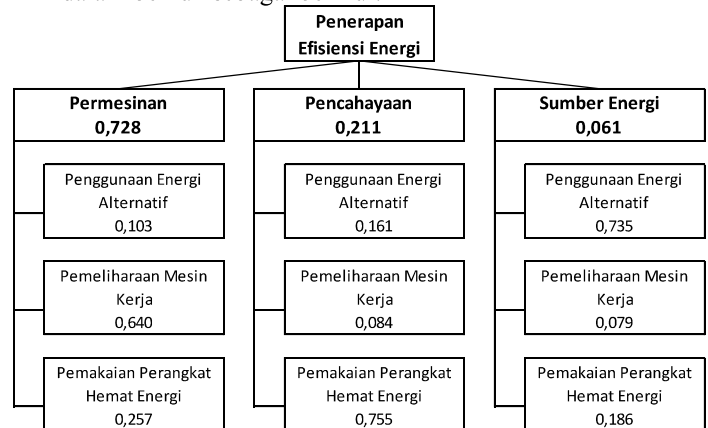 Penerapan
Efisiensi Energi
Permesinan
0,728
Pencahayaan
0,211
Sumber Energi
0,061
Penggunaan Energi
Alternatif
0,103
Penggunaan Energi
Alternatif
0,161
Penggunaan Energi
Alternatif
0,735
Pemeliharaan Mesin
Kerja
0,640
Pemeliharaan Mesin
Kerja
0,084
Pemeliharaan Mesin
Kerja
0,079
Pemakaian Perangkat
Hemat Energi
0,257
Pemakaian Perangkat
Hemat Energi
0,755
Pemakaian Perangkat
Hemat Energi
0,186